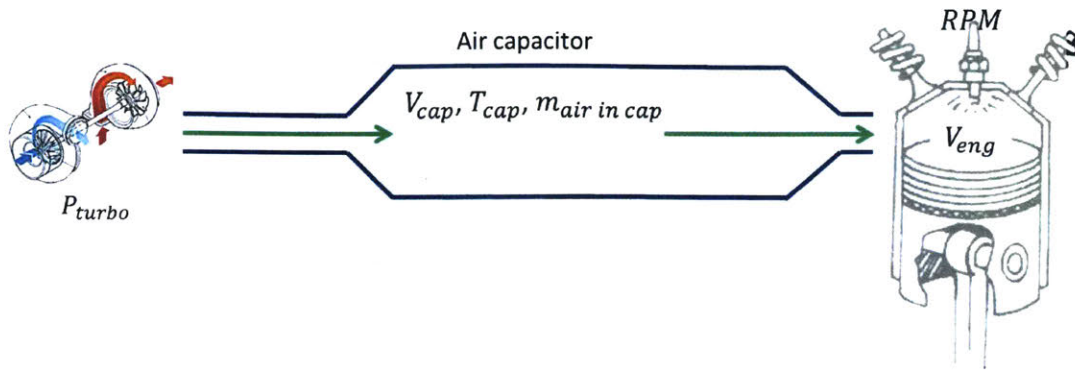 Air capacitor
RPM
V_cap, T_cap, m_air in cap
V_eng
P_turbo